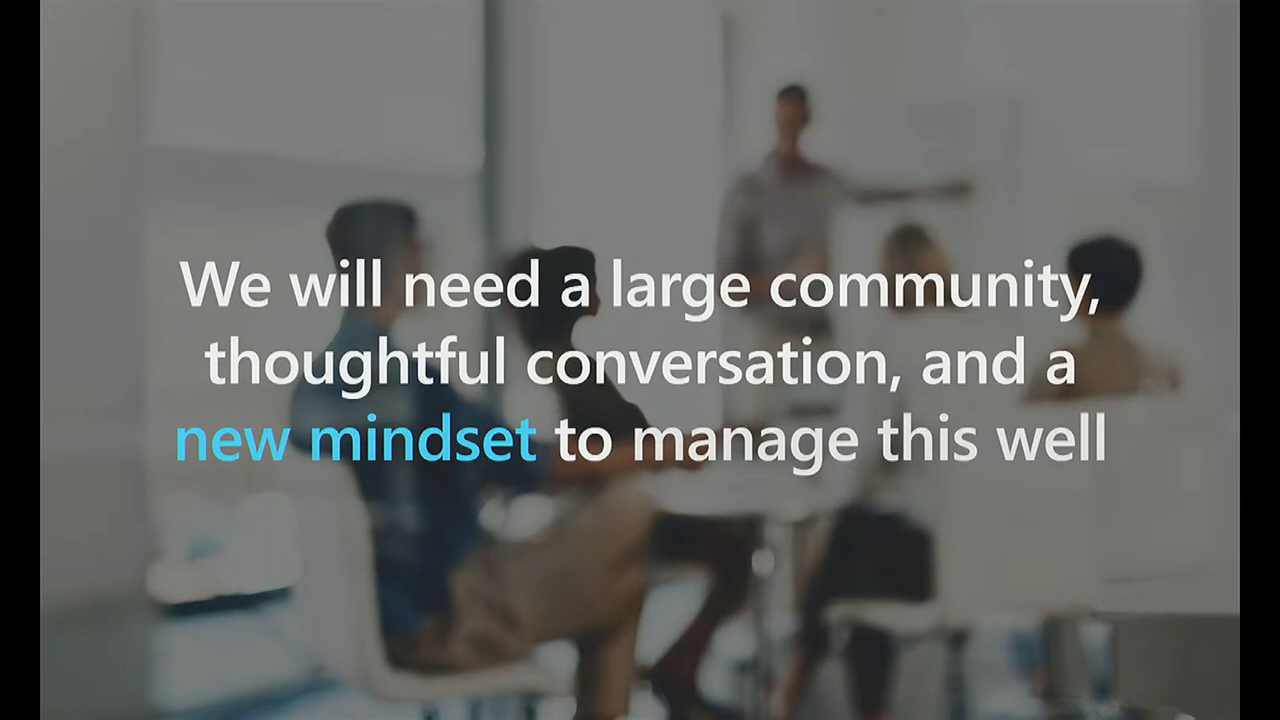 We will need a large community,
thoughtful conversation, and a
new mindset to manage this well